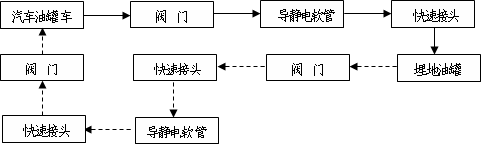 汽车油罐车
阀 门
导静电软管
快速接头
阀 门
快速接头
阀 门
埋地油罐
快速接头
导静电软管